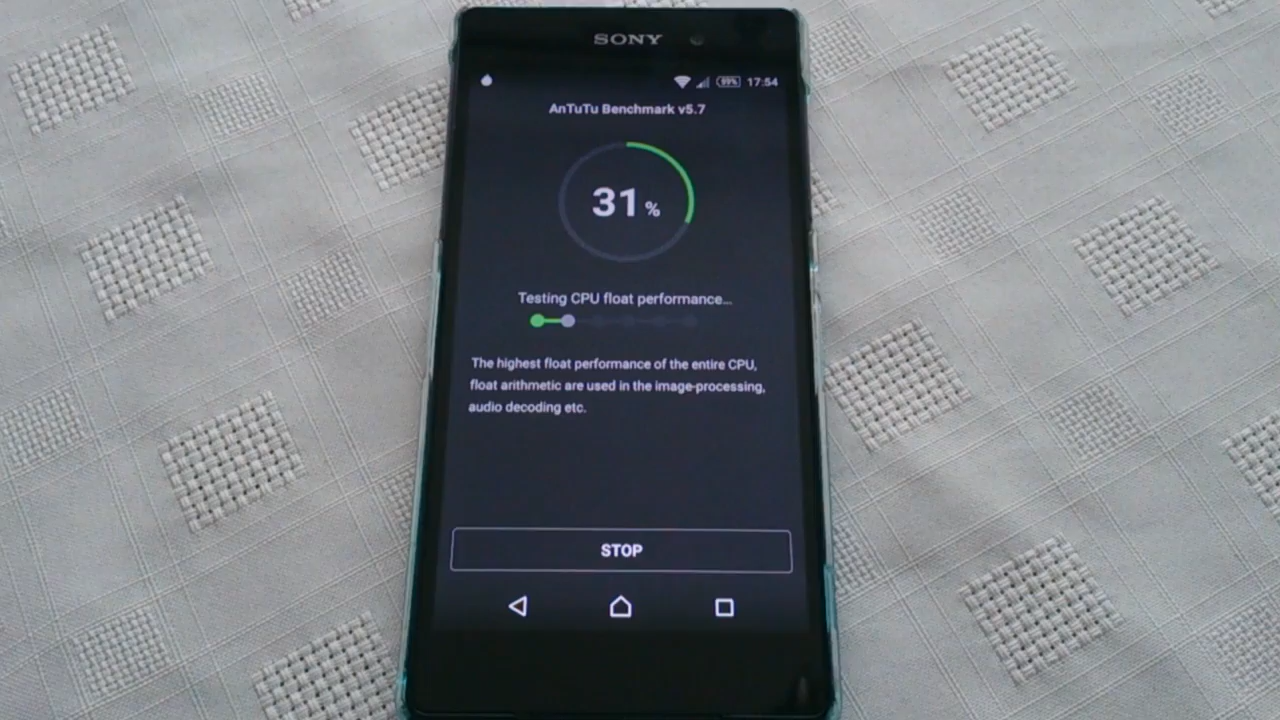 SONY
89% 17:54
AnTuTu Benchmark v5.7
31 %
Testing CPU float performance...
The highest float performance of the entire CPU,
float arithmetic are used in the image-processing,
audio decoding etc.
STOP